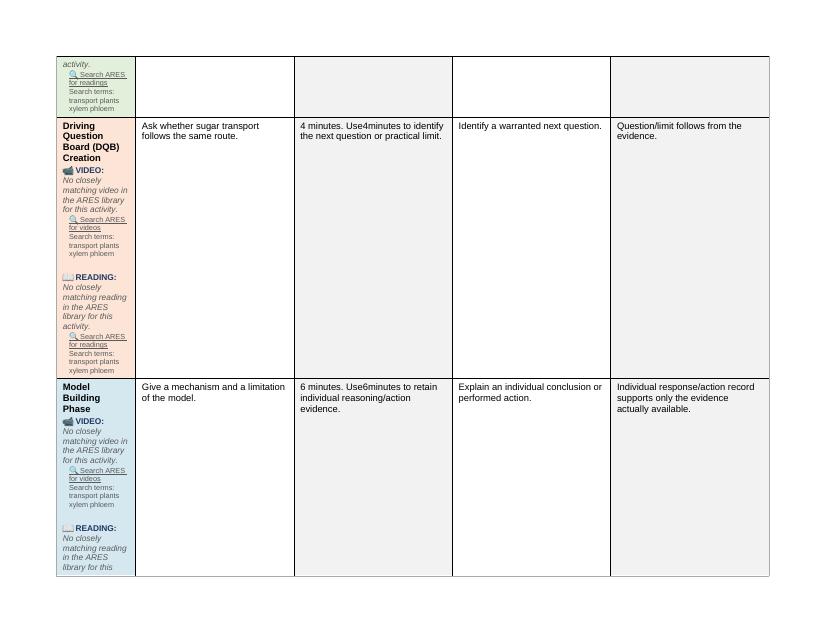 activity.
🔍 Search ARES
for readings
Search terms:
transport plants
xylem phloem
Driving
Question
Board (DQB)
Creation
📹 VIDEO:
No closely
matching video in
the ARES library
for this activity.
🔍 Search ARES
for videos
Search terms:
transport plants
xylem phloem
📖 READING:
No closely
matching reading
in the ARES
library for this
activity.
🔍 Search ARES
for readings
Search terms:
transport plants
xylem phloem
Ask whether sugar transport
follows the same route.
4 minutes. Use4minutes to identify
the next question or practical limit.
Identify a warranted next question.
Question/limit follows from the
evidence.
Model
Building
Phase
📹 VIDEO:
No closely
matching video in
the ARES library
for this activity.
🔍 Search ARES
for videos
Search terms:
transport plants
xylem phloem
📖 READING:
No closely
matching reading
in the ARES
library for this
Give a mechanism and a limitation
of the model.
6 minutes. Use6minutes to retain
individual reasoning/action
evidence.
Explain an individual conclusion or
performed action.
Individual response/action record
supports only the evidence
actually available.